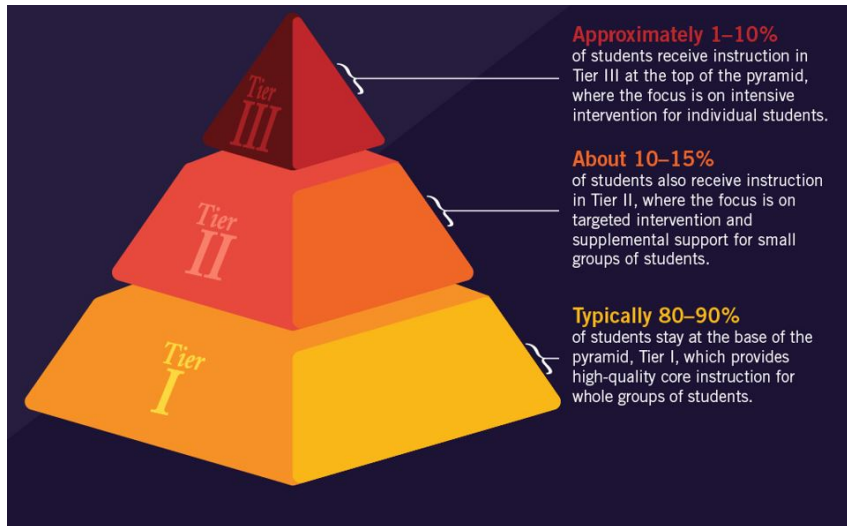 Tier
III
Approximately 1–10%
of students receive instruction in
Tier III at the top of the pyramid,
where the focus is on intensive
intervention for individual students.
Tier
II
About 10–15%
of students also receive instruction
in Tier II, where the focus is on
targeted intervention and
supplemental support for small
groups of students.
Tier
I
Typically 80–90%
of students stay at the base of the
pyramid, Tier I, which provides
high-quality core instruction for
whole groups of students.